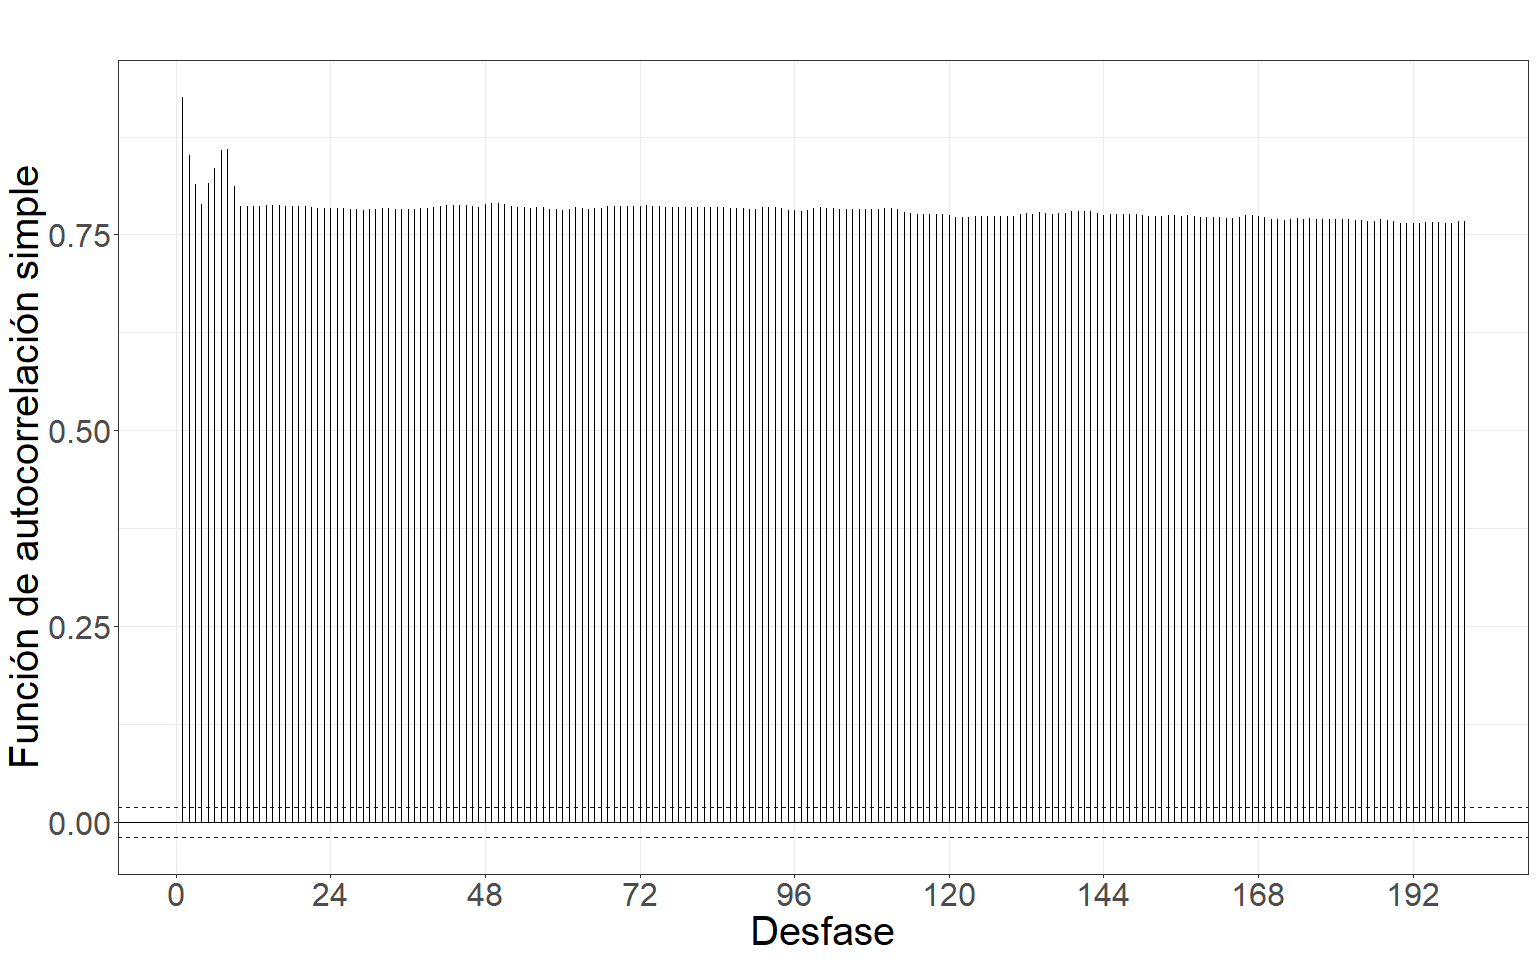 Función de autocorrelación simple
0.75
0.50
0.25
0.00
0 24 48 72 96 120 144 168 192
Desfase